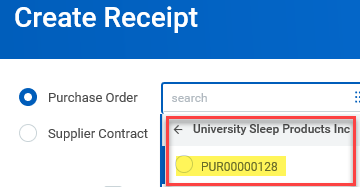 Create Receipt
Purchase Order
search
Supplier Contract
University Sleep Products Inc
PUR00000128